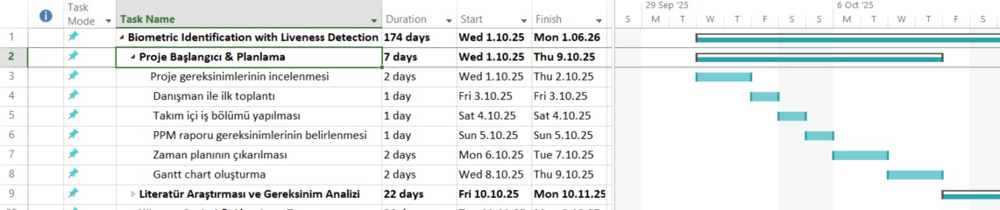 29 Sep '25 6 Oct '25
Task Mode Task Name Duration Start Finish S M T W T F S S M T W T F S
1 Biometric Identification with Liveness Detection 174 days Wed 1.10.25 Mon 1.06.26
2 Proje Başlangıcı & Planlama 7 days Wed 1.10.25 Thu 9.10.25
3 Proje gereksinimlerinin incelenmesi 2 days Wed 1.10.25 Thu 2.10.25
4 Danışman ile ilk toplantı 1 day Fri 3.10.25 Fri 3.10.25
5 Takım içi iş bölümü yapılması 1 day Sat 4.10.25 Sat 4.10.25
6 PPM raporu gereksinimlerinin belirlenmesi 1 day Sun 5.10.25 Sun 5.10.25
7 Zaman planının çıkarılması 2 days Mon 6.10.25 Tue 7.10.25
8 Gantt chart oluşturma 2 days Wed 8.10.25 Thu 9.10.25
9 Literatür Araştırması ve Gereksinim Analizi 22 days Fri 10.10.25 Mon 10.11.25